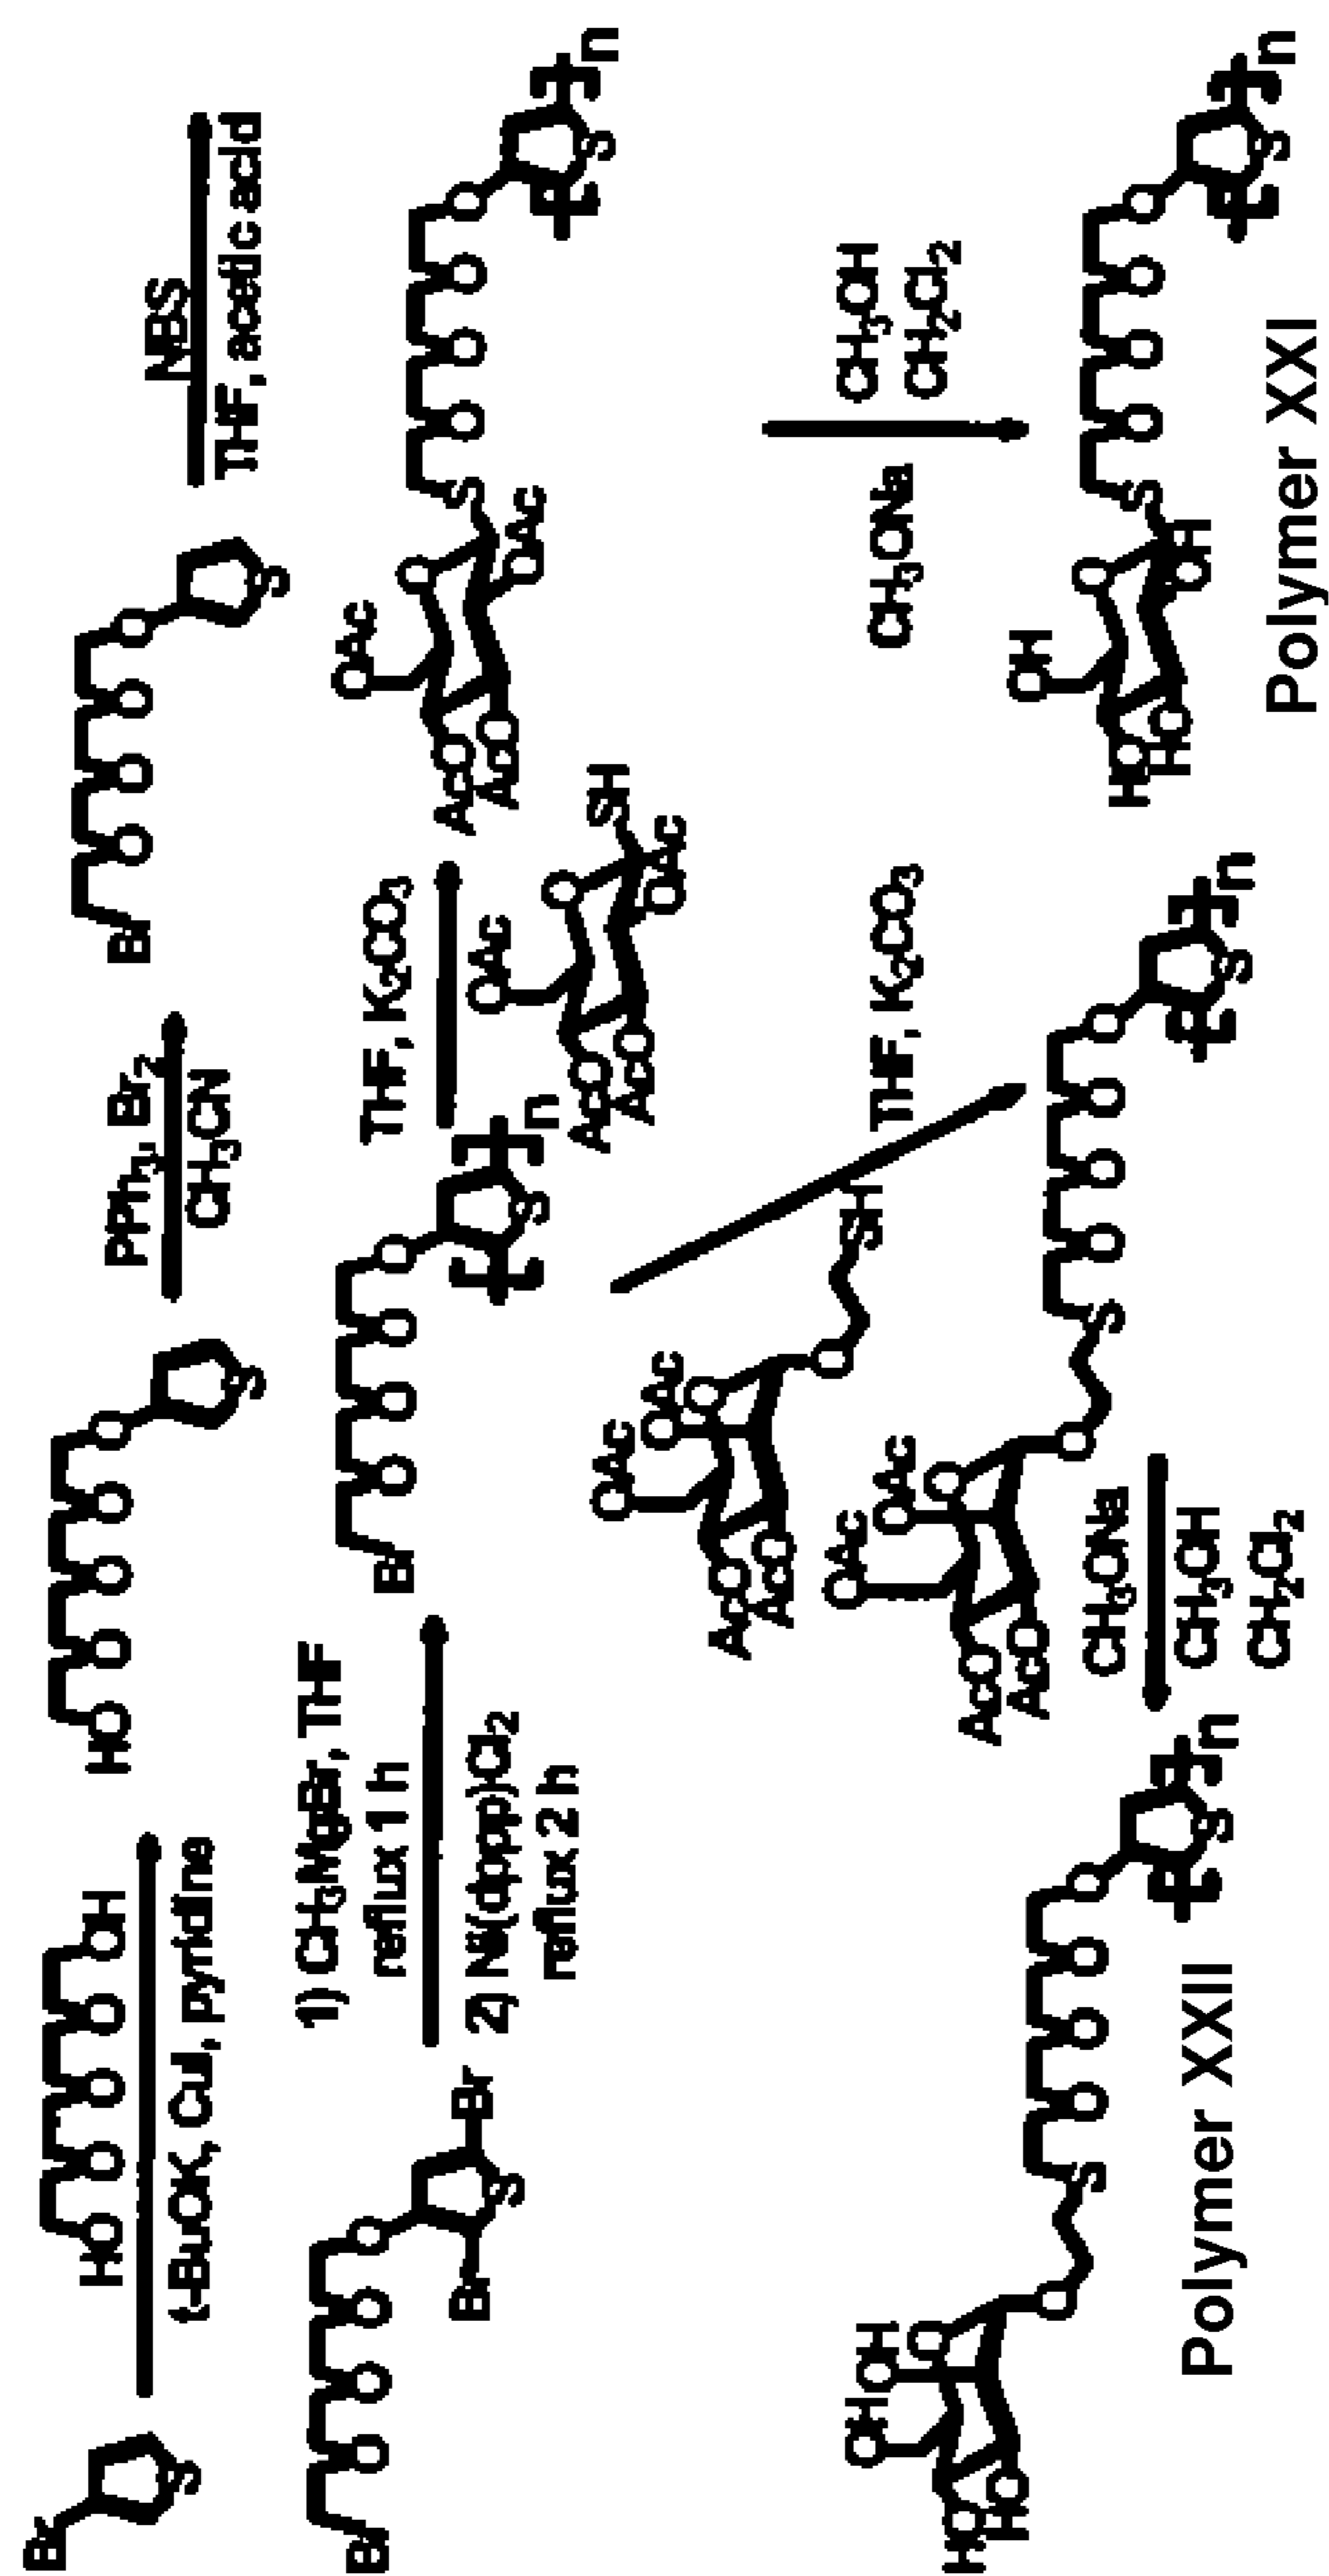 Br
S
HO O O O OH
t-BuOK, CuI, pyridine
HO O O O O
S
PPh3, Br2
CH3CN
Br O O O O
S
NBS
THF, acetic acid
Br O O O O
Br S Br
1) CH3MgBr, THF
reflux 1 h
2) Ni(dppp)Cl2
reflux 2 h
Br O O O O
S n
THF, K2CO3
OAc
O
AcO
AcO
SH
OAc
OAc
O
AcO
AcO
OAc
S O O O O
S n
OAc
OAc
O
AcO
AcO
O
SH
THF, K2CO3
OAc
OAc
O
AcO
AcO
O
S O O O O
S n
CH3ONa
CH3OH
CH2Cl2
CH3ONa
CH3OH
CH2Cl2
OH
OH
O
HO
HO
O
S O O O O
S n
Polymer XXII
OH
O
HO
HO
OH
S O O O O
S n
Polymer XXI